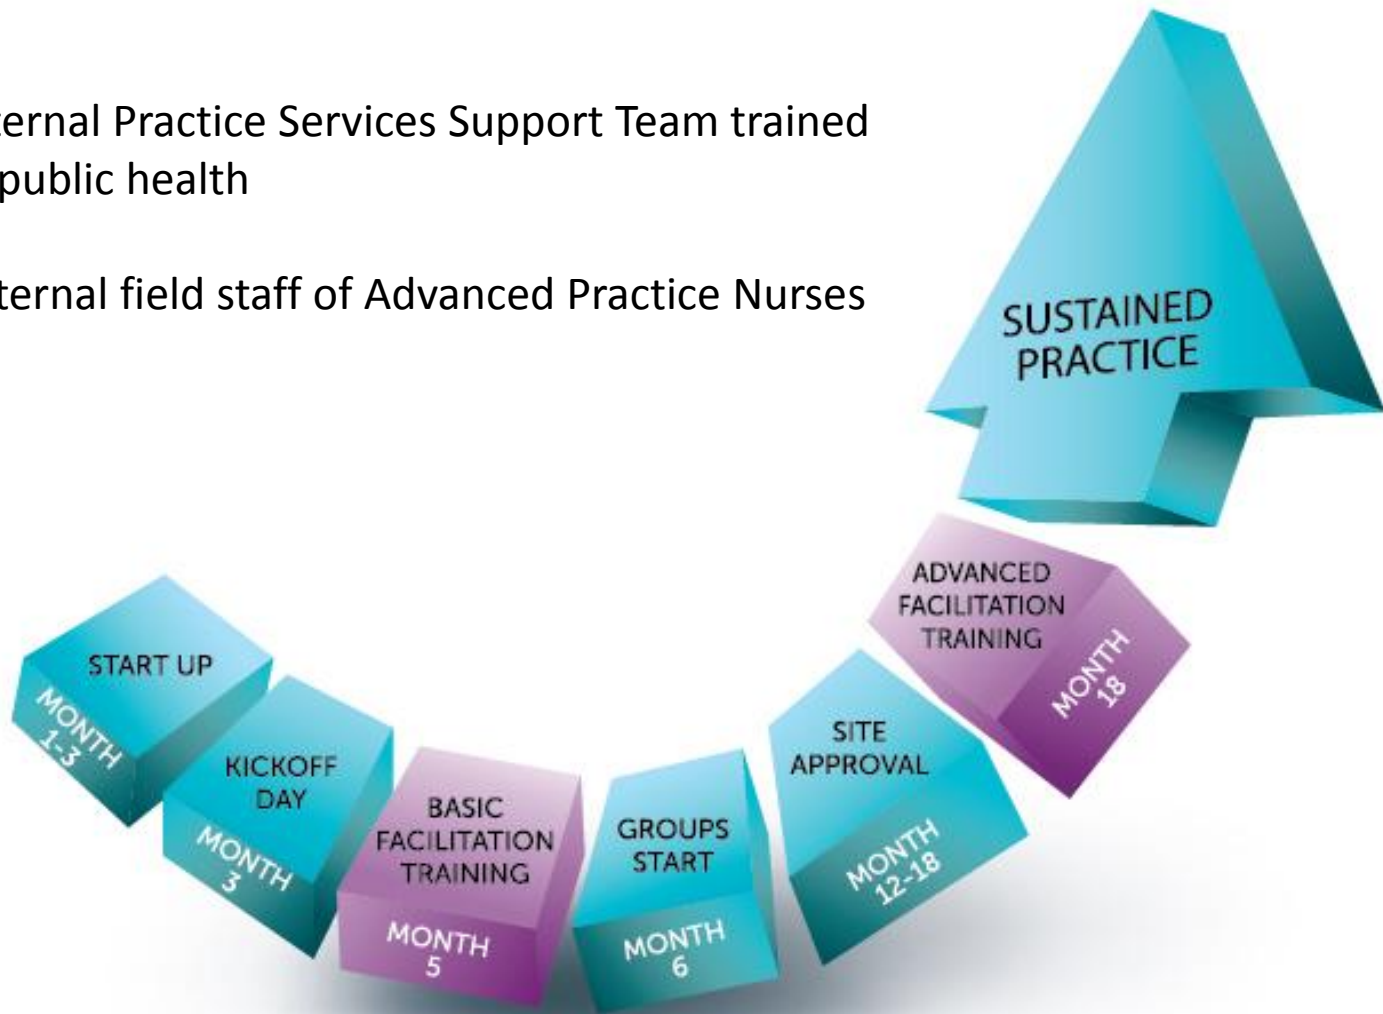 ternal Practice Services Support Team trained
public health
ternal field staff of Advanced Practice Nurses
SUSTAINED
PRACTICE
START UP
MONTH
1-3
KICKOFF
DAY
MONTH
3
BASIC
FACILITATION
TRAINING
MONTH
5
GROUPS
START
MONTH
6
SITE
APPROVAL
MONTH
12-18
ADVANCED
FACILITATION
TRAINING
MONTH
18